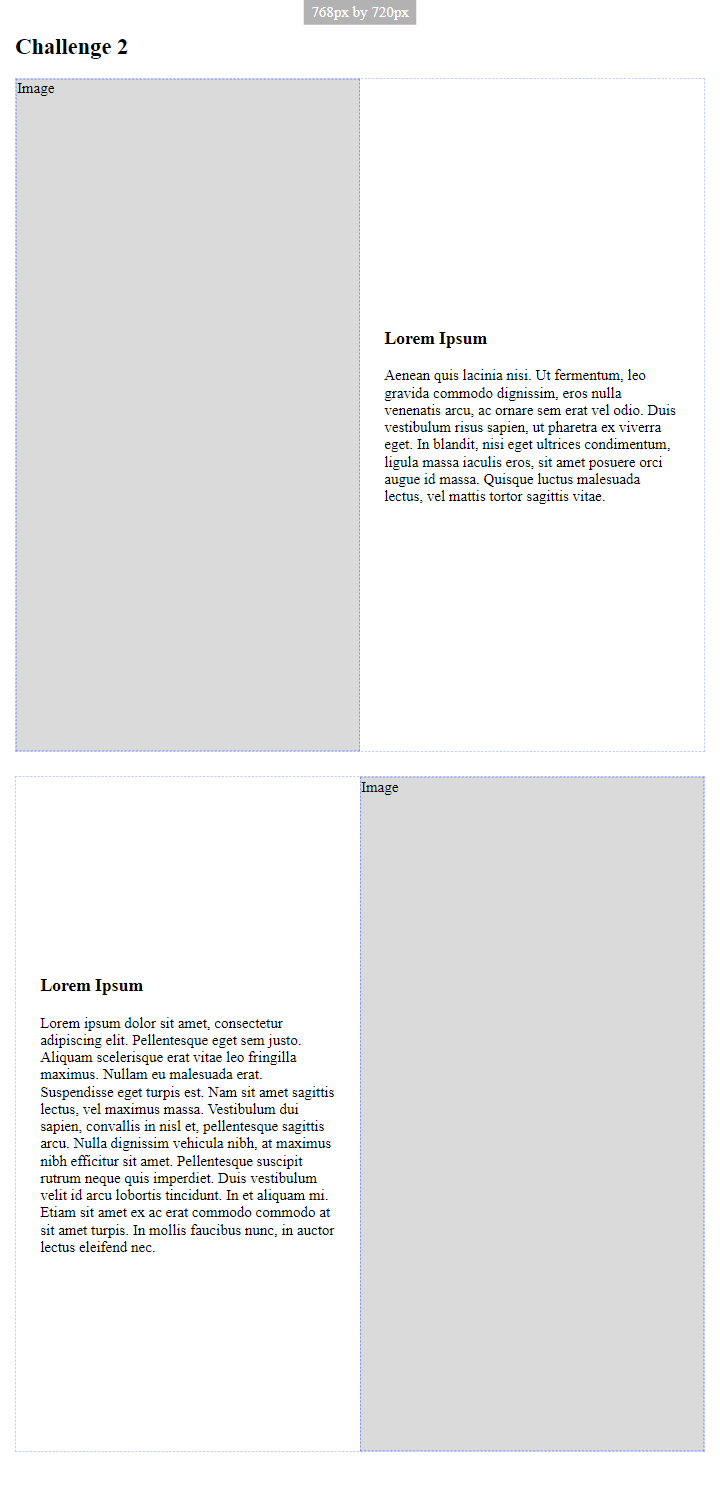 768px by 720px
Challenge 2
Image
Lorem Ipsum
Aenean quis lacinia nisi. Ut fermentum, leo
gravida commodo dignissim, eros nulla
venenatis arcu, ac ornare sem erat vel odio. Duis
vestibulum risus sapien, ut pharetra ex viverra
eget. In blandit, nisi eget ultrices condimentum,
ligula massa iaculis eros, sit amet posuere orci
augue id massa. Quisque luctus malesuada
lectus, vel mattis tortor sagittis vitae.
Image
Lorem Ipsum
Lorem ipsum dolor sit amet, consectetur
adipiscing elit. Pellentesque eget sem justo.
Aliquam scelerisque erat vitae leo fringilla
maximus. Nullam eu malesuada erat.
Suspendisse eget turpis est. Nam sit amet sagittis
lectus, vel maximus massa. Vestibulum dui
sapien, convallis in nisl et, pellentesque sagittis
arcu. Nulla dignissim vehicula nibh, at maximus
nibh efficitur sit amet. Pellentesque suscipit
rutrum neque quis imperdiet. Duis vestibulum
velit id arcu lobortis tincidunt. In et aliquam mi.
Etiam sit amet ex ac erat commodo commodo at
sit amet turpis. In mollis faucibus nunc, in auctor
lectus eleifend nec.